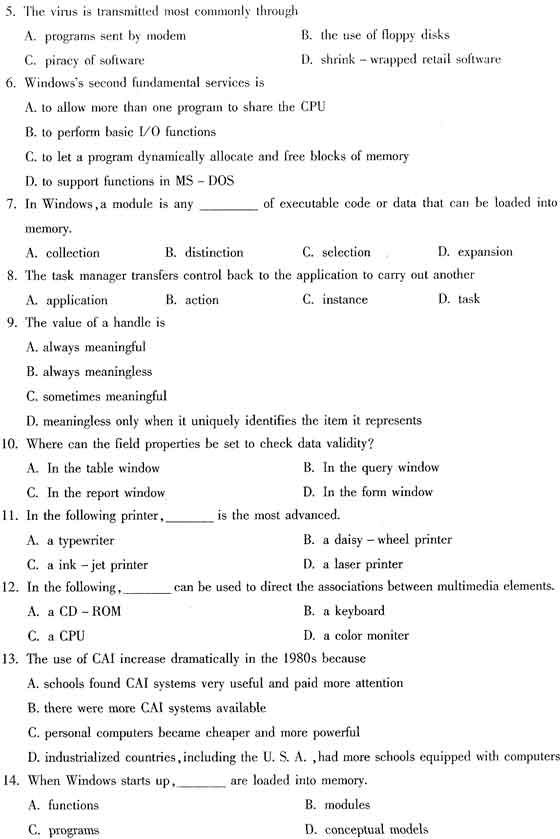 5. The virus is transmitted most commonly through
A. programs sent by modem B. the use of floppy disks
C. piracy of software D. shrink – wrapped retail software
6. Windows's second fundamental services is
A. to allow more than one program to share the CPU
B. to perform basic I/O functions
C. to let a program dynamically allocate and free blocks of memory
D. to support functions in MS – DOS
7. In Windows,a module is any ________ of executable code or data that can be loaded into
memory.
A. collection B. distinction C. selection D. expansion
8. The task manager transfers control back to the application to carry out another
A. application B. action C. instance D. task
9. The value of a handle is
A. always meaningful
B. always meaningless
C. sometimes meaningful
D. meaningless only when it uniquely identifies the item it represents
10. Where can the field properties be set to check data validity?
A. In the table window B. In the query window
C. In the report window D. In the form window
11. In the following printer,_______ is the most advanced.
A. a typewriter B. a daisy – wheel printer
C. a ink – jet printer D. a laser printer
12. In the following,_______ can be used to direct the associations between multimedia elements.
A. a CD – ROM B. a keyboard
C. a CPU D. a color moniter
13. The use of CAI increase dramatically in the 1980s because
A. schools found CAI systems very useful and paid more attention
B. there were more CAI systems available
C. personal computers became cheaper and more powerful
D. industrialized countries,including the U. S. A. ,had more schools equipped with computers
14. When Windows starts up,_______ are loaded into memory.
A. functions B. modules
C. programs D. conceptual models